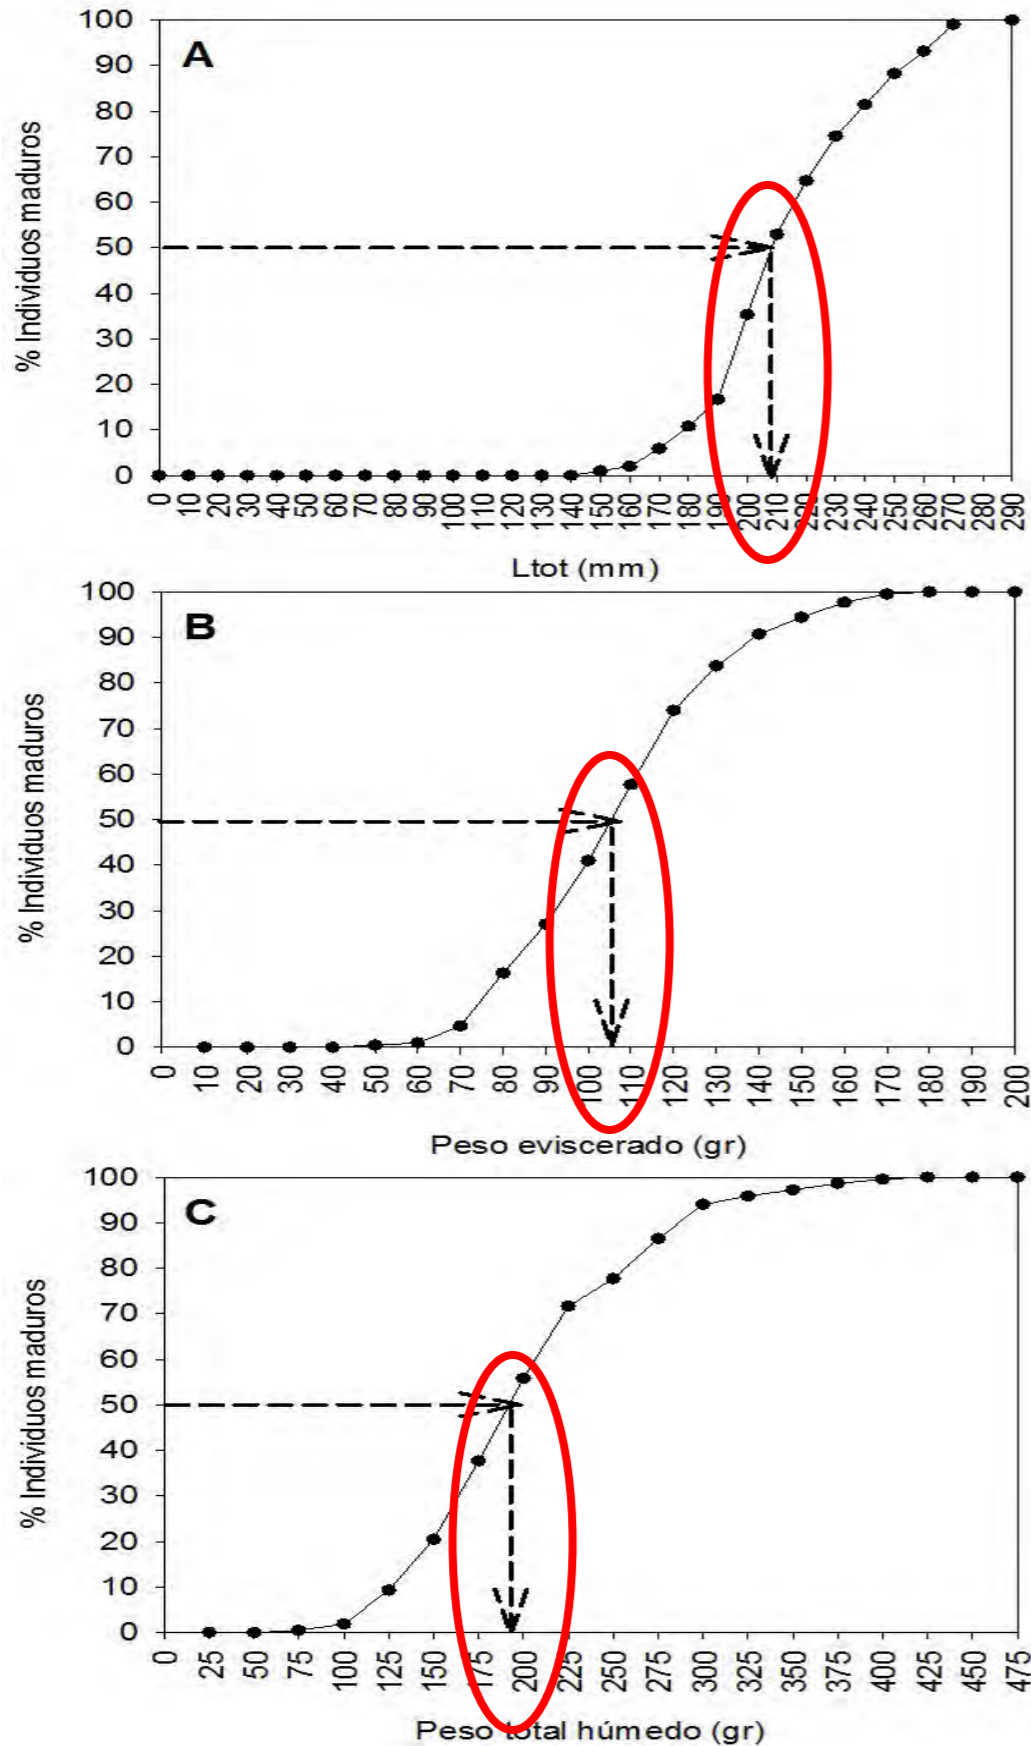 A
% Individuos maduros
100
90
80
70
60
50
40
30
20
10
0
0 10 20 30 40 50 60 70 80 90 100 110 120 130 140 150 160 170 180 190 200 210 220 230 240 250 260 270 280 290
Ltot (mm)
B
% Individuos maduros
100
90
80
70
60
50
40
30
20
10
0
0 10 20 30 40 50 60 70 80 90 100 110 120 130 140 150 160 170 180 190 200
Peso eviscerado (gr)
C
% Individuos maduros
100
90
80
70
60
50
40
30
20
10
0
0 25 50 75 100 125 150 175 200 225 250 275 300 325 350 375 400 425 450 475
Peso total húmedo (gr)